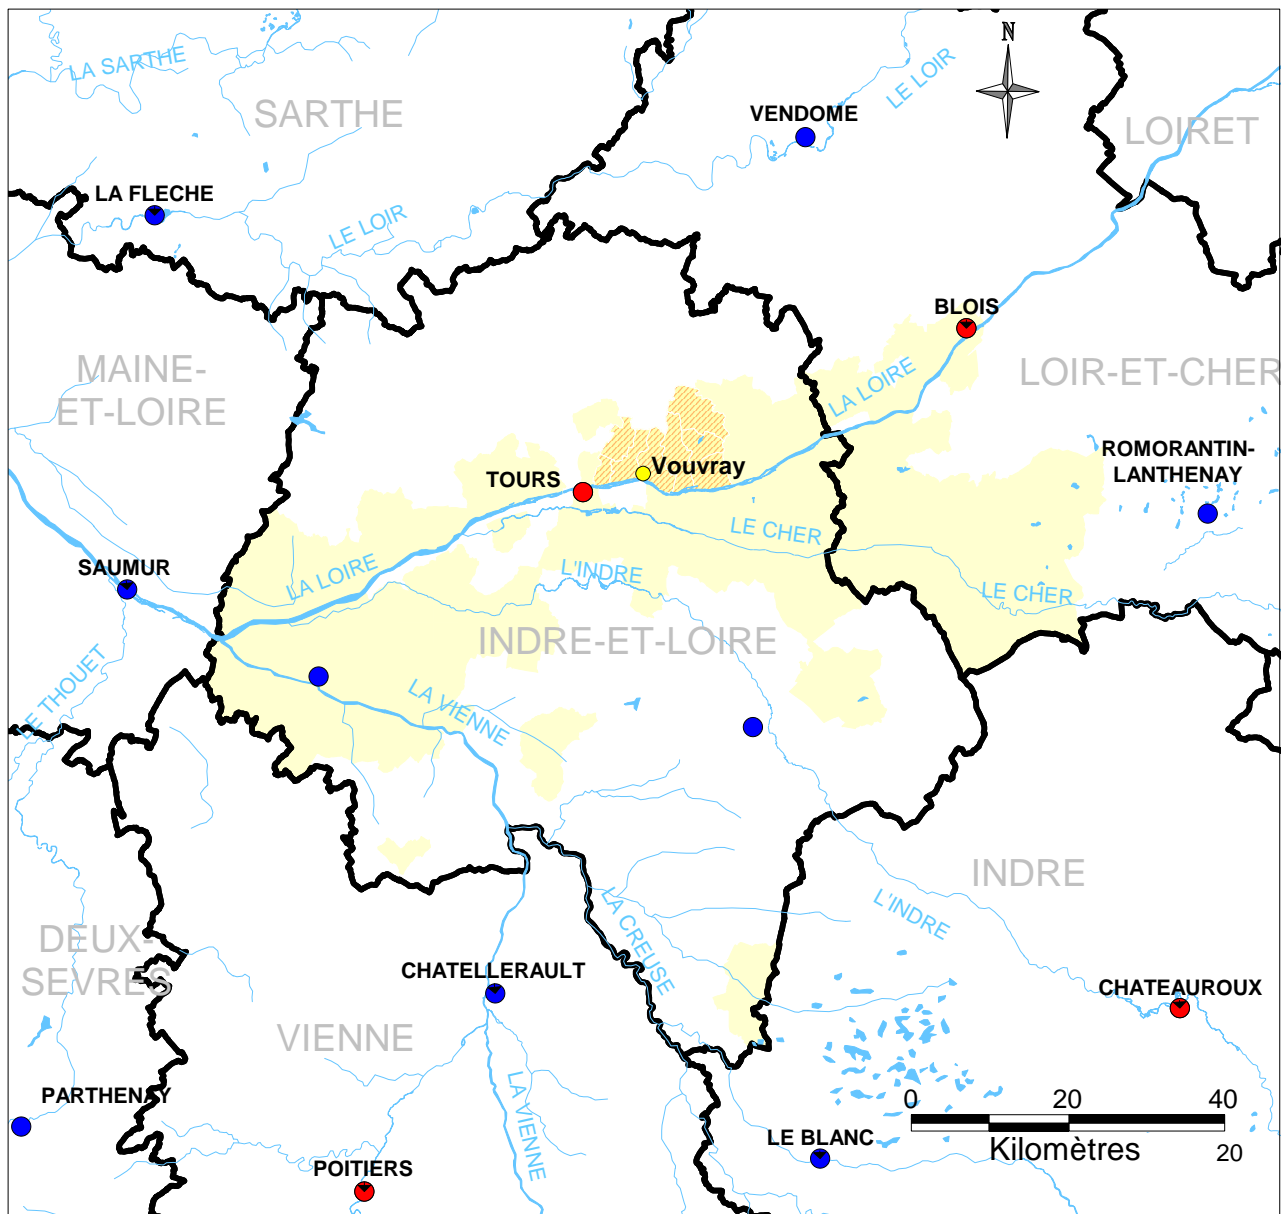 N
LA SARTHE
SARTHE
LE LOIR
VENDOME
LOIRET
LA FLECHE
LE LOIR
BLOIS
MAINE-
ET-LOIRE
LA LOIRE
LOIR-ET-CHER
ROMORANTIN-
LANTHENAY
TOURS
Vouvray
LE CHER
LA LOIRE
L'INDRE
SAUMUR
LE CHER
INDRE-ET-LOIRE
LE THOUET
LA VIENNE
INDRE
L'INDRE
LA CREUSE
DEUX-
SEVRES
CHATELLERAULT
CHATEAUROUX
VIENNE
PARTHENAY
LA VIENNE
0 20 40
Kilomètres 20
LE BLANC
POITIERS